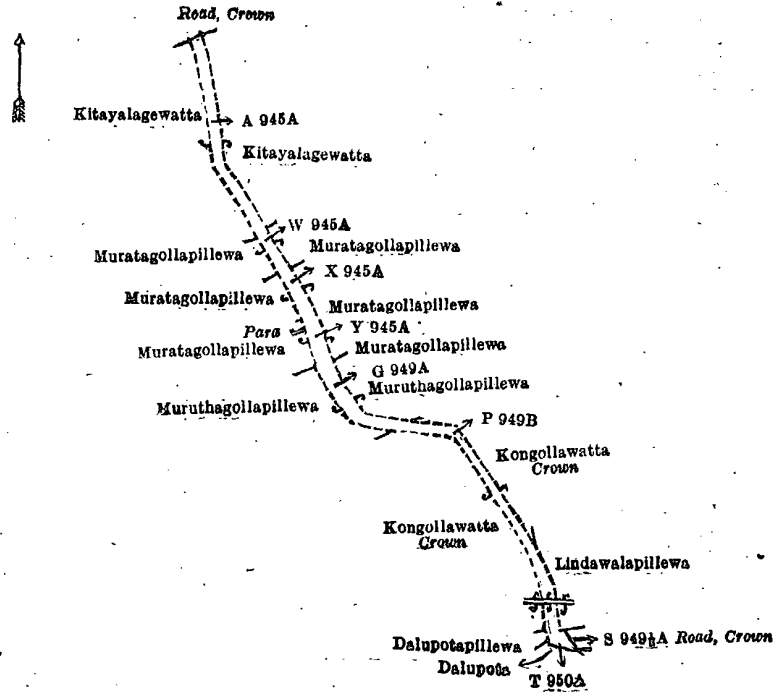 Road, Crown
Kitayalagewatta
A 945A
Kitayalagewatta
W 945A
Muratagollapillewa
Muratagollapillewa
X 945A
Muratagollapillewa
Muratagollapillewa
Para
Y 945A
Muratagollapillewa
Muratagollapillewa
G 949A
Muruthagollapillewa
Muruthagollapillewa
P 949B
Kongollawatta
Crown
Kongollawatta
Crown
Lindawalapillewa
Dalupotapillewa
S 949½A Road, Crown
Dalupota
T 950A